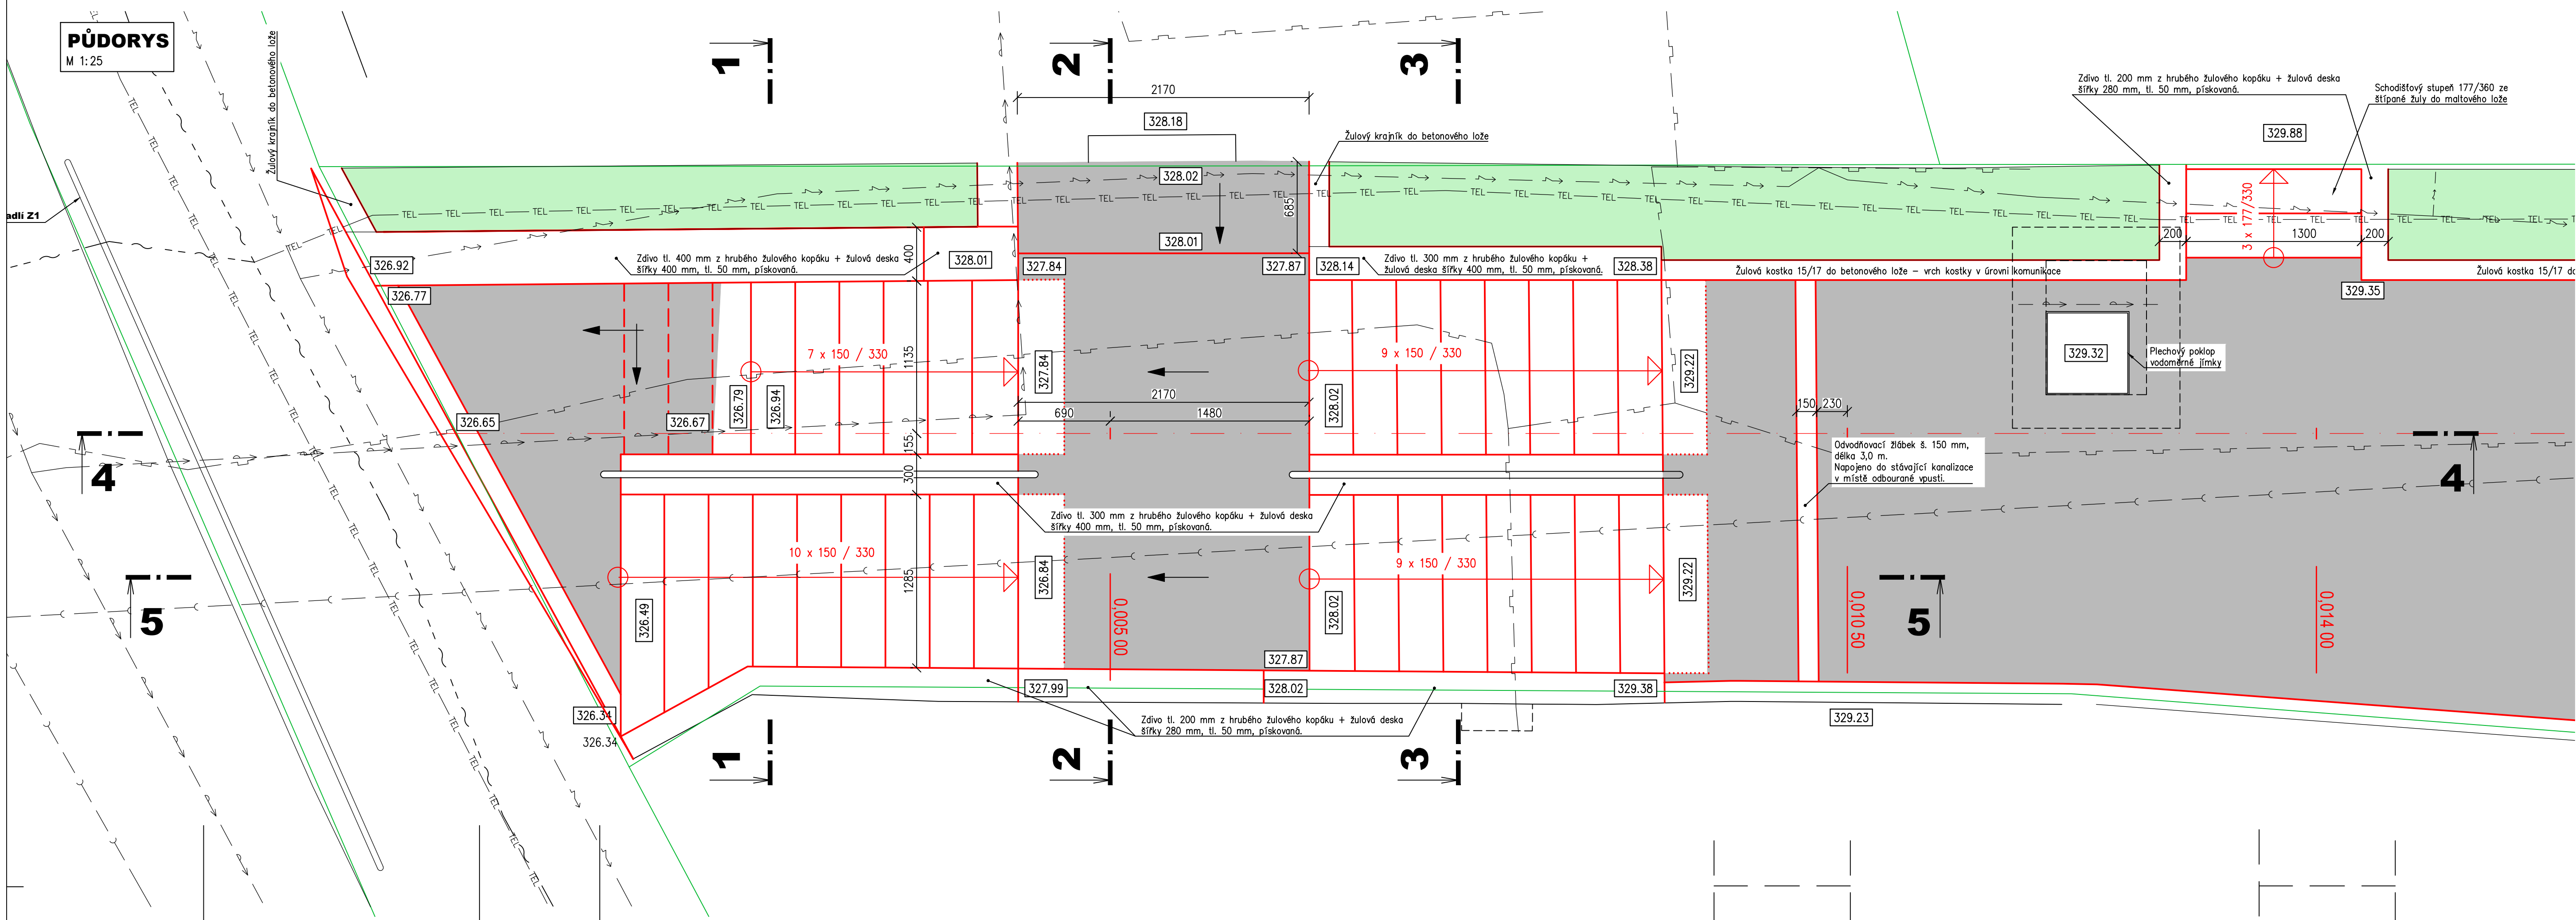 PŮDORYS
M 1:25
Žulový krajník do betonového lože
adlí Z1
1
2
3
2170
328.18
Žulový krajník do betonového lože
Zdivo tl. 200 mm z hrubého žulového kopáku + žulová deska
šířky 280 mm, tl. 50 mm, pískovaná.
Schodišťový stupeň 177/360 ze
štípané žuly do maltového lože
329.88
328.02
685
3 x 177/330
200
1300
200
328.01
400
326.92
Zdivo tl. 400 mm z hrubého žulového kopáku + žulová deska
šířky 400 mm, tl. 50 mm, pískovaná.
328.01
327.84
327.87
328.14
Zdivo tl. 300 mm z hrubého žulového kopáku +
žulová deska šířky 400 mm, tl. 50 mm, pískovaná.
328.38
Žulová kostka 15/17 do betonového lože – vrch kostky v úrovni komunikace
Žulová kostka 15/17 do
326.77
329.35
7 x 150 / 330
1135
327.84
9 x 150 / 330
329.22
329.32
Plechový poklop
vodoměrné jímky
326.79
326.94
2170
690
1480
328.02
150
230
326.65
326.67
155
Odvodňovací žlábek š. 150 mm,
délka 3,0 m.
Napojeno do stávající kanalizace
v místě odbourané vpusti.
4
4
300
Zdivo tl. 300 mm z hrubého žulového kopáku + žulová deska
šířky 400 mm, tl. 50 mm, pískovaná.
10 x 150 / 330
1285
326.84
9 x 150 / 330
329.22
5
5
326.49
328.02
0,005 00
0,010 50
0,014 00
327.87
327.99
328.02
329.38
326.34
326.34
329.23
Zdivo tl. 200 mm z hrubého žulového kopáku + žulová deska
šířky 280 mm, tl. 50 mm, pískovaná.
1
2
3
TEL TEL TEL TEL TEL TEL TEL TEL TEL TEL